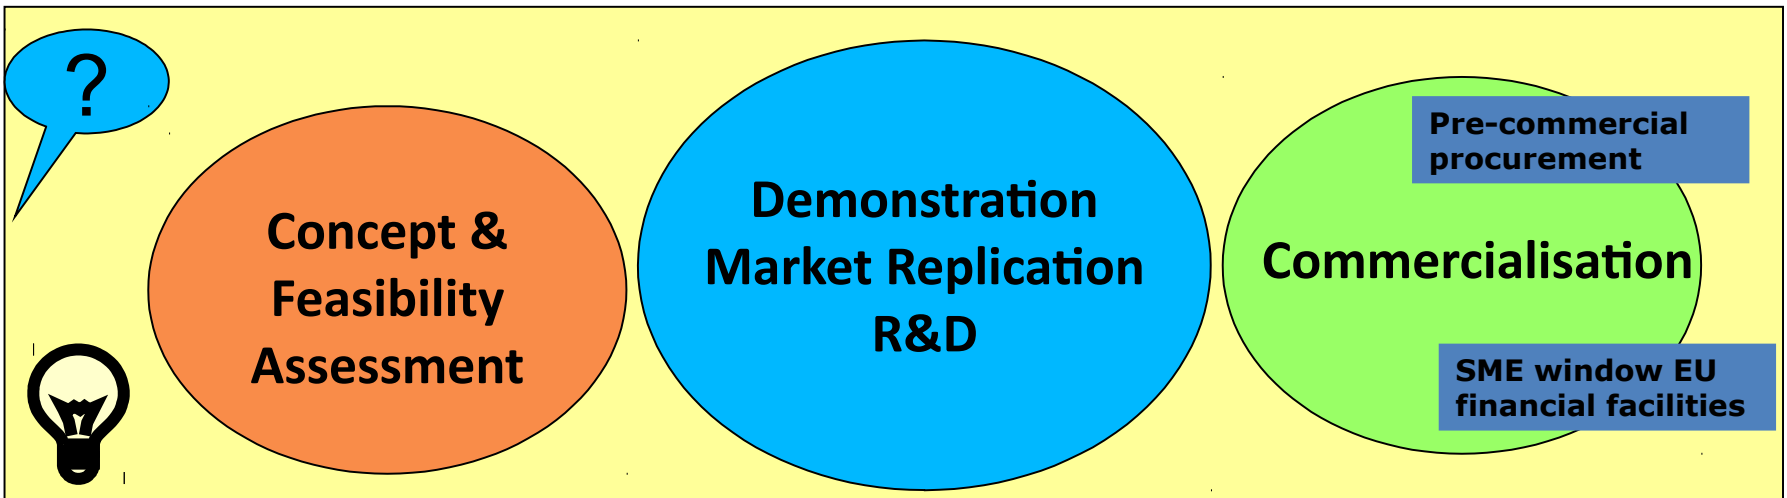 ?
Concept &
Feasibility
Assessment
Demonstration
Market Replication
R&D
Commercialisation
Pre-commercial
procurement
SME window EU
financial facilities